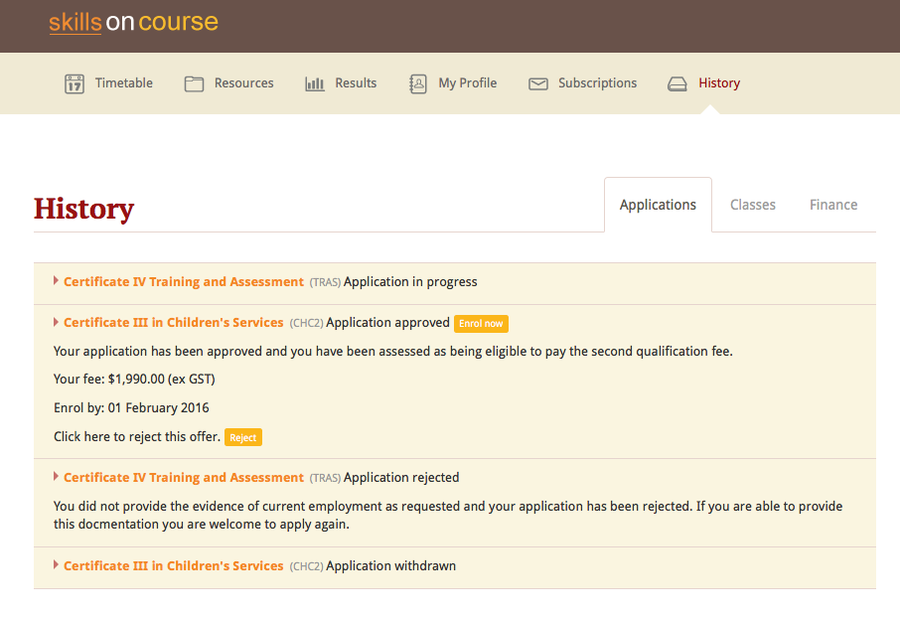 skillsoncourse
17 Timetable Resources Results My Profile Subscriptions History
History Applications Classes Finance
Certificate IV Training and Assessment (TRAS) Application in progress
Certificate III in Children's Services (CHC2) Application approved Enrol now
Your application has been approved and you have been assessed as being eligible to pay the second qualification fee.
Your fee: $1,990.00 (ex GST)
Enrol by: 01 February 2016
Click here to reject this offer. Reject
Certificate IV Training and Assessment (TRAS) Application rejected
You did not provide the evidence of current employment as requested and your application has been rejected. If you are able to provide
this docmentation you are welcome to apply again.
Certificate III in Children's Services (CHC2) Application withdrawn